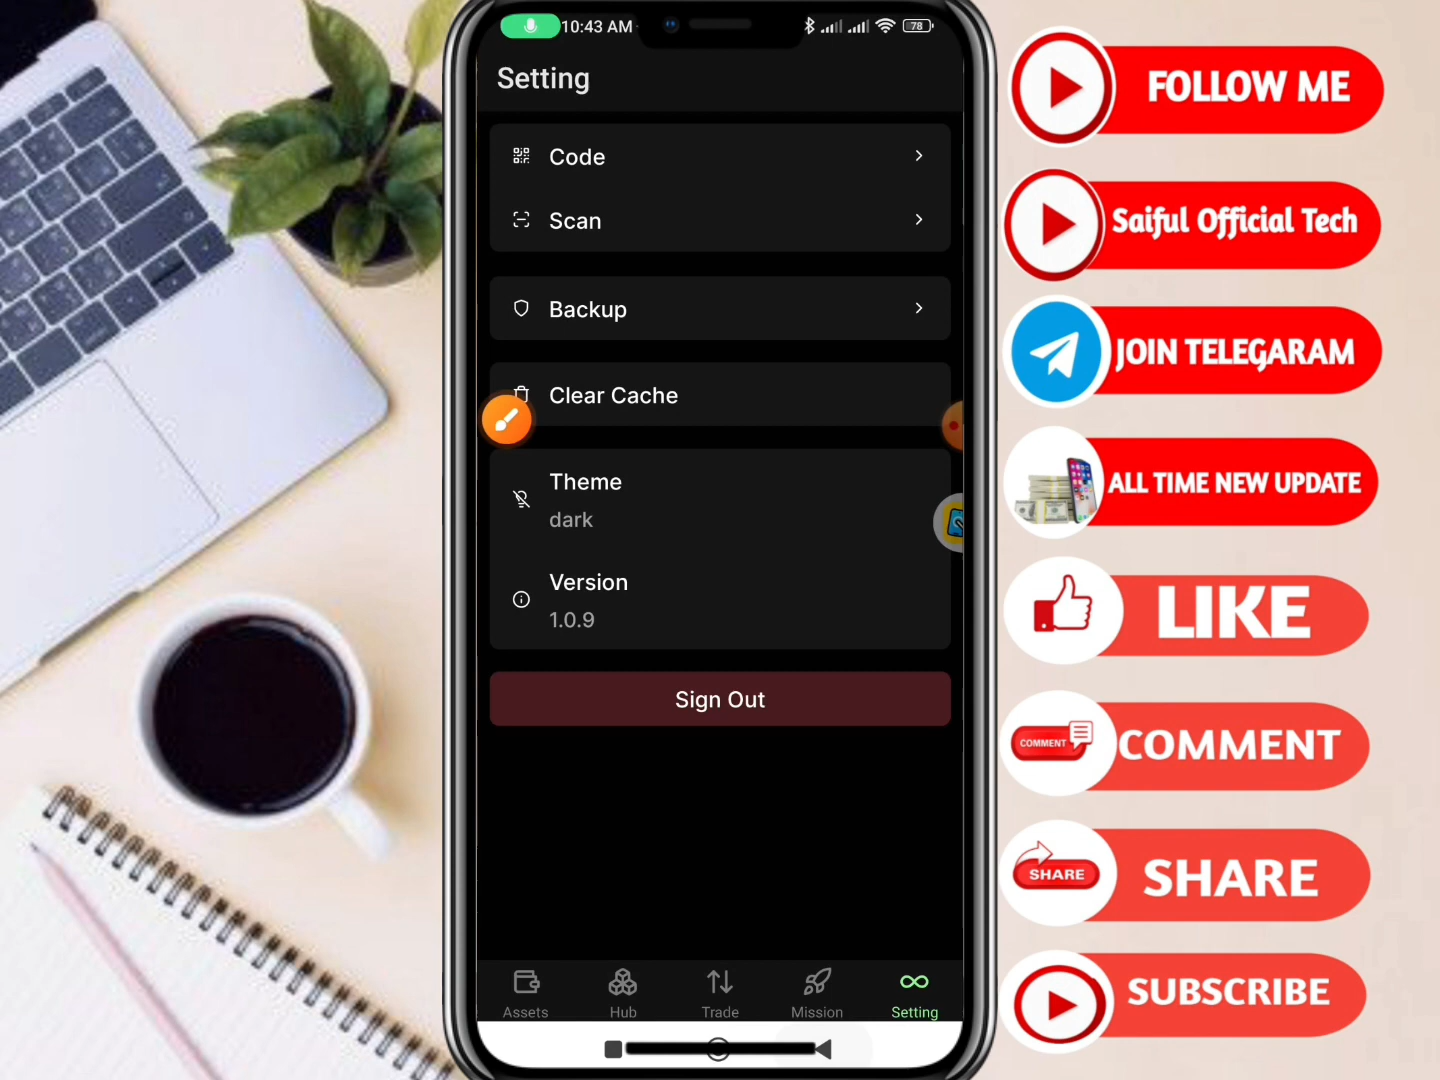 10:43 AM
78
Setting
Code
Scan
Backup
Clear Cache
Theme
dark
Version
1.0.9
Sign Out
Assets
Hub
Trade
Mission
Setting
FOLLOW ME
Saiful Official Tech
JOIN TELEGARAM
ALL TIME NEW UPDATE
LIKE
COMMENT
COMMENT
SHARE
SHARE
SUBSCRIBE